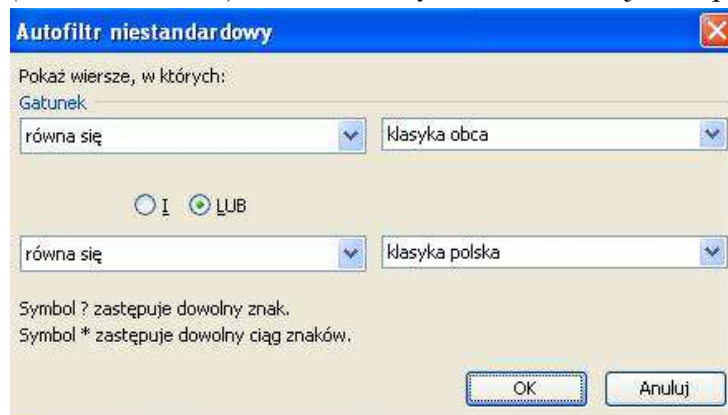 Autofiltr niestandardowy
Pokaż wiersze, w których:
Gatunek
równa się klasyka obca
I LUB
równa się klasyka polska
Symbol ? zastępuje dowolny znak.
Symbol * zastępuje dowolny ciąg znaków.
OK Anuluj